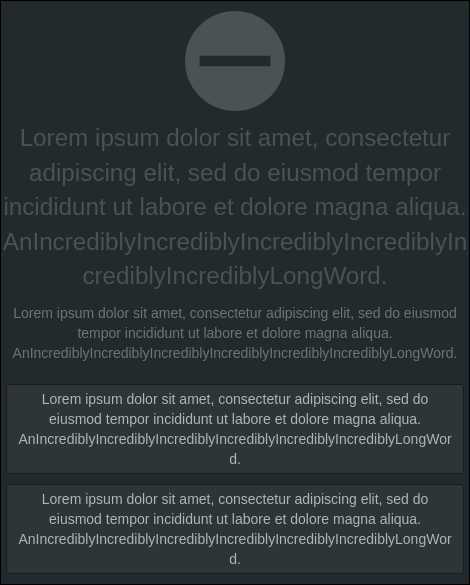 Lorem ipsum dolor sit amet, consectetur
adipiscing elit, sed do eiusmod tempor
incididunt ut labore et dolore magna aliqua.
AnIncrediblyIncrediblyIncrediblyIncrediblyIn
crediblyIncrediblyLongWord.
Lorem ipsum dolor sit amet, consectetur adipiscing elit, sed do eiusmod
tempor incididunt ut labore et dolore magna aliqua.
AnIncrediblyIncrediblyIncrediblyIncrediblyIncrediblyIncrediblyLongWord.
Lorem ipsum dolor sit amet, consectetur adipiscing elit, sed do
eiusmod tempor incididunt ut labore et dolore magna aliqua.
AnIncrediblyIncrediblyIncrediblyIncrediblyIncrediblyIncrediblyLongWor
d.
Lorem ipsum dolor sit amet, consectetur adipiscing elit, sed do
eiusmod tempor incididunt ut labore et dolore magna aliqua.
AnIncrediblyIncrediblyIncrediblyIncrediblyIncrediblyIncrediblyLongWor
d.